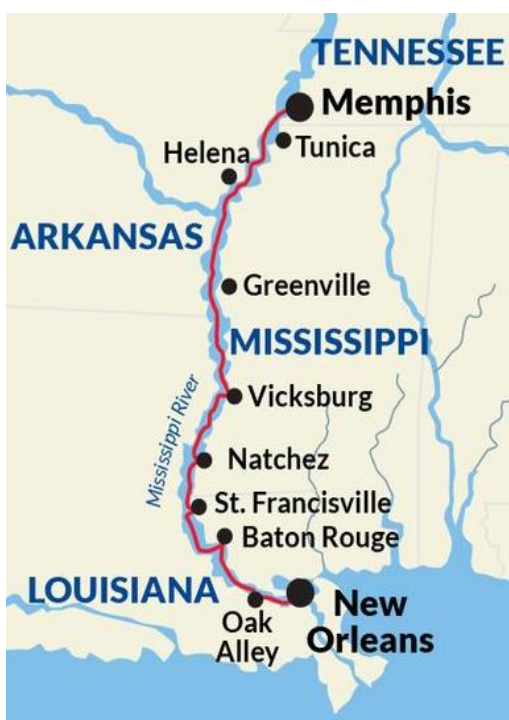 TENNESSEE
Memphis
Tunica
Helena
ARKANSAS
Greenville
MISSISSIPPI
Vicksburg
Mississippi River
Natchez
St. Francisville
Baton Rouge
LOUISIANA
New
Orleans
Oak
Alley